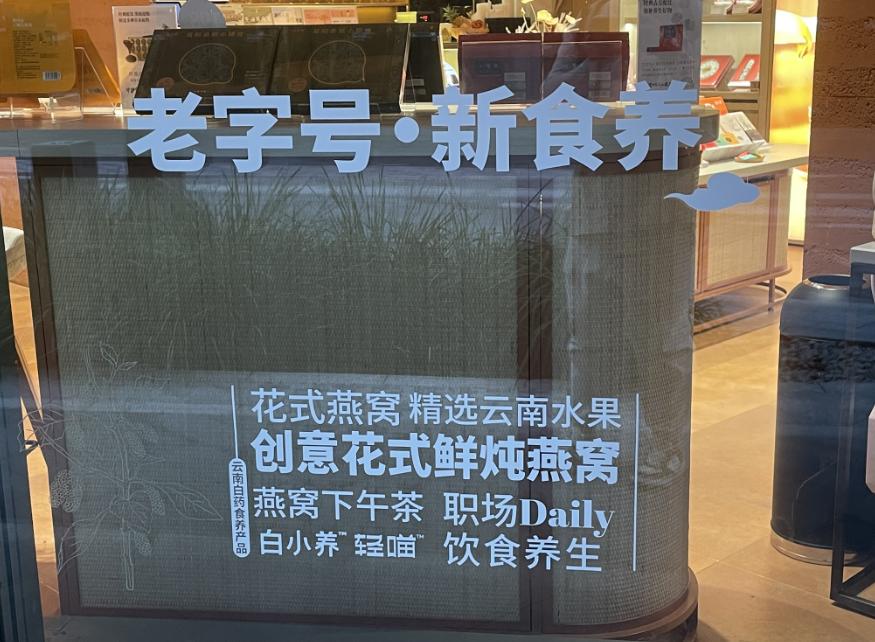 老字号·新食养
花式燕窝 精选云南水果
创意花式鲜炖燕窝
云南白药食养产品
燕窝下午茶 职场Daily
白小养™ 轻喵™ 饮食养生